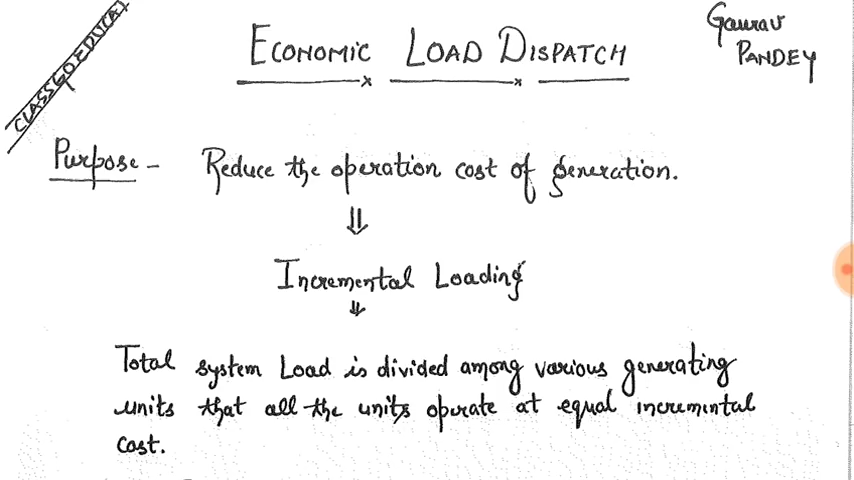 CLASSGOEDUCA
Gaurav
PANDEY
ECONOMIC LOAD DISPATCH
Purpose - Reduce the operation cost of generation.
⇓
Incremental Loading
⇓
Total system Load is divided among various generating
units that all the units operate at equal incremental
cost.